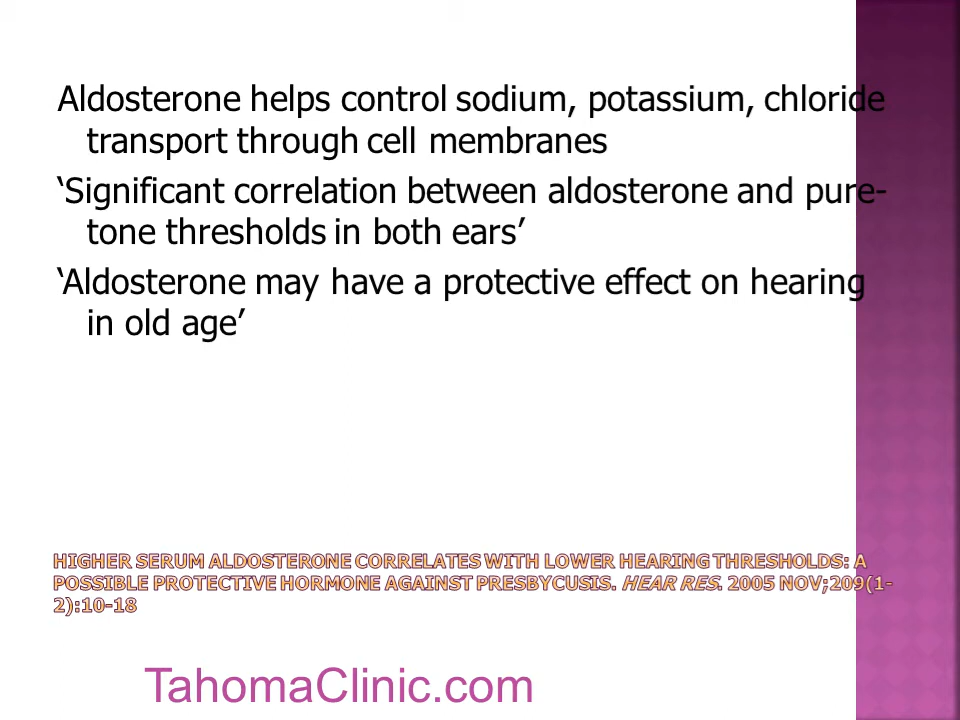 Aldosterone helps control sodium, potassium, chloride
transport through cell membranes
‘Significant correlation between aldosterone and pure-
tone thresholds in both ears’
‘Aldosterone may have a protective effect on hearing
in old age’
HIGHER SERUM ALDOSTERONE CORRELATES WITH LOWER HEARING THRESHOLDS: A
POSSIBLE PROTECTIVE HORMONE AGAINST PRESBYCUSIS. HEAR RES. 2005 NOV;209(1-
2):10-18
TahomaClinic.com